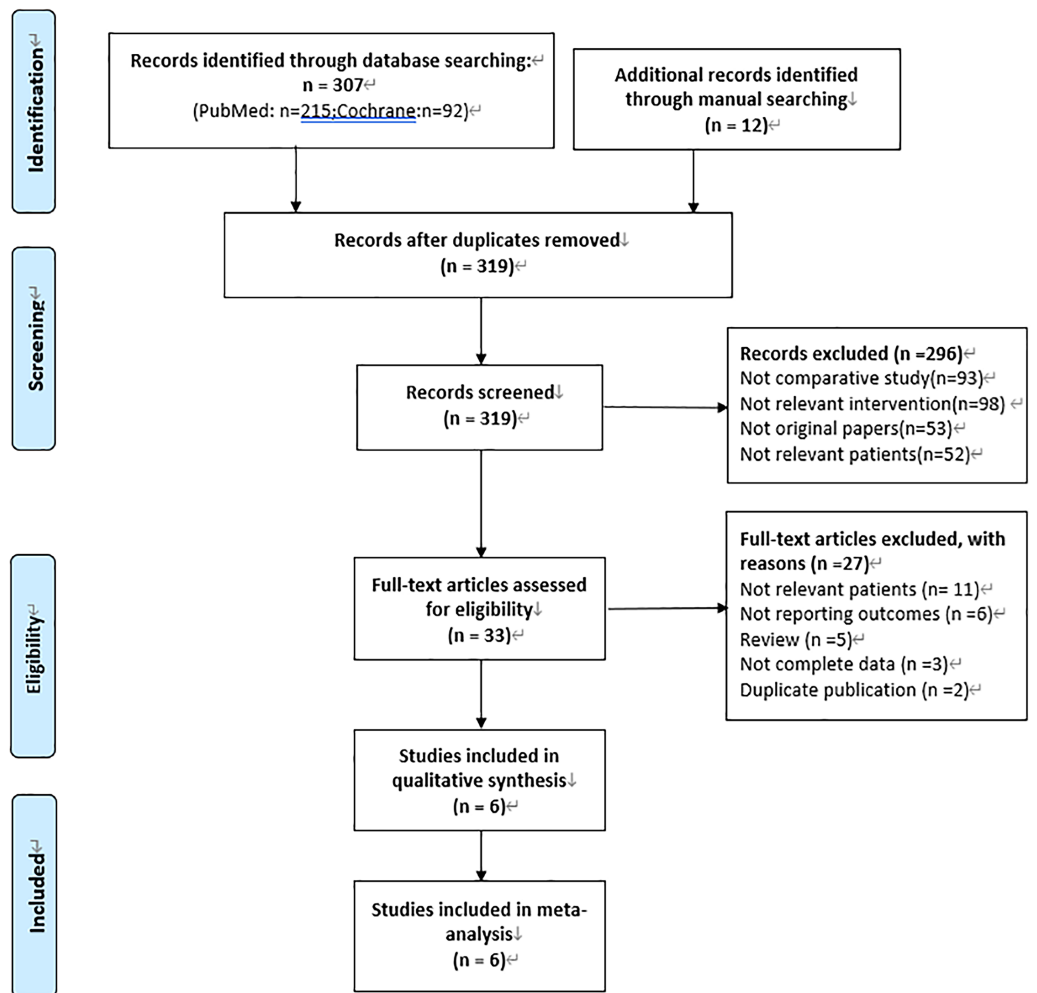 Identification↵
Records identified through database searching:↵
n = 307
(PubMed: n=215;Cochrane:n=92)↵
Additional records identified
through manual searching↓
(n = 12)↵
Records after duplicates removed↓
(n = 319)↵
Screening↵
Records screened↓
(n = 319)↵
Records excluded (n =296)↵
Not comparative study(n=93)↵
Not relevant intervention(n=98) ↵
Not original papers(n=53)↵
Not relevant patients(n=52)↵
Eligibility↵
Full-text articles assessed
for eligibility↓
(n = 33)↵
Full-text articles excluded, with
reasons (n =27)↵
Not relevant patients (n= 11)↵
Not reporting outcomes (n =6)↵
Review (n =5)↵
Not complete data (n =3)↵
Duplicate publication (n =2)↵
Studies included in
qualitative synthesis↓
(n = 6)↵
Included↵
Studies included in meta-
analysis↓
(n = 6)↵